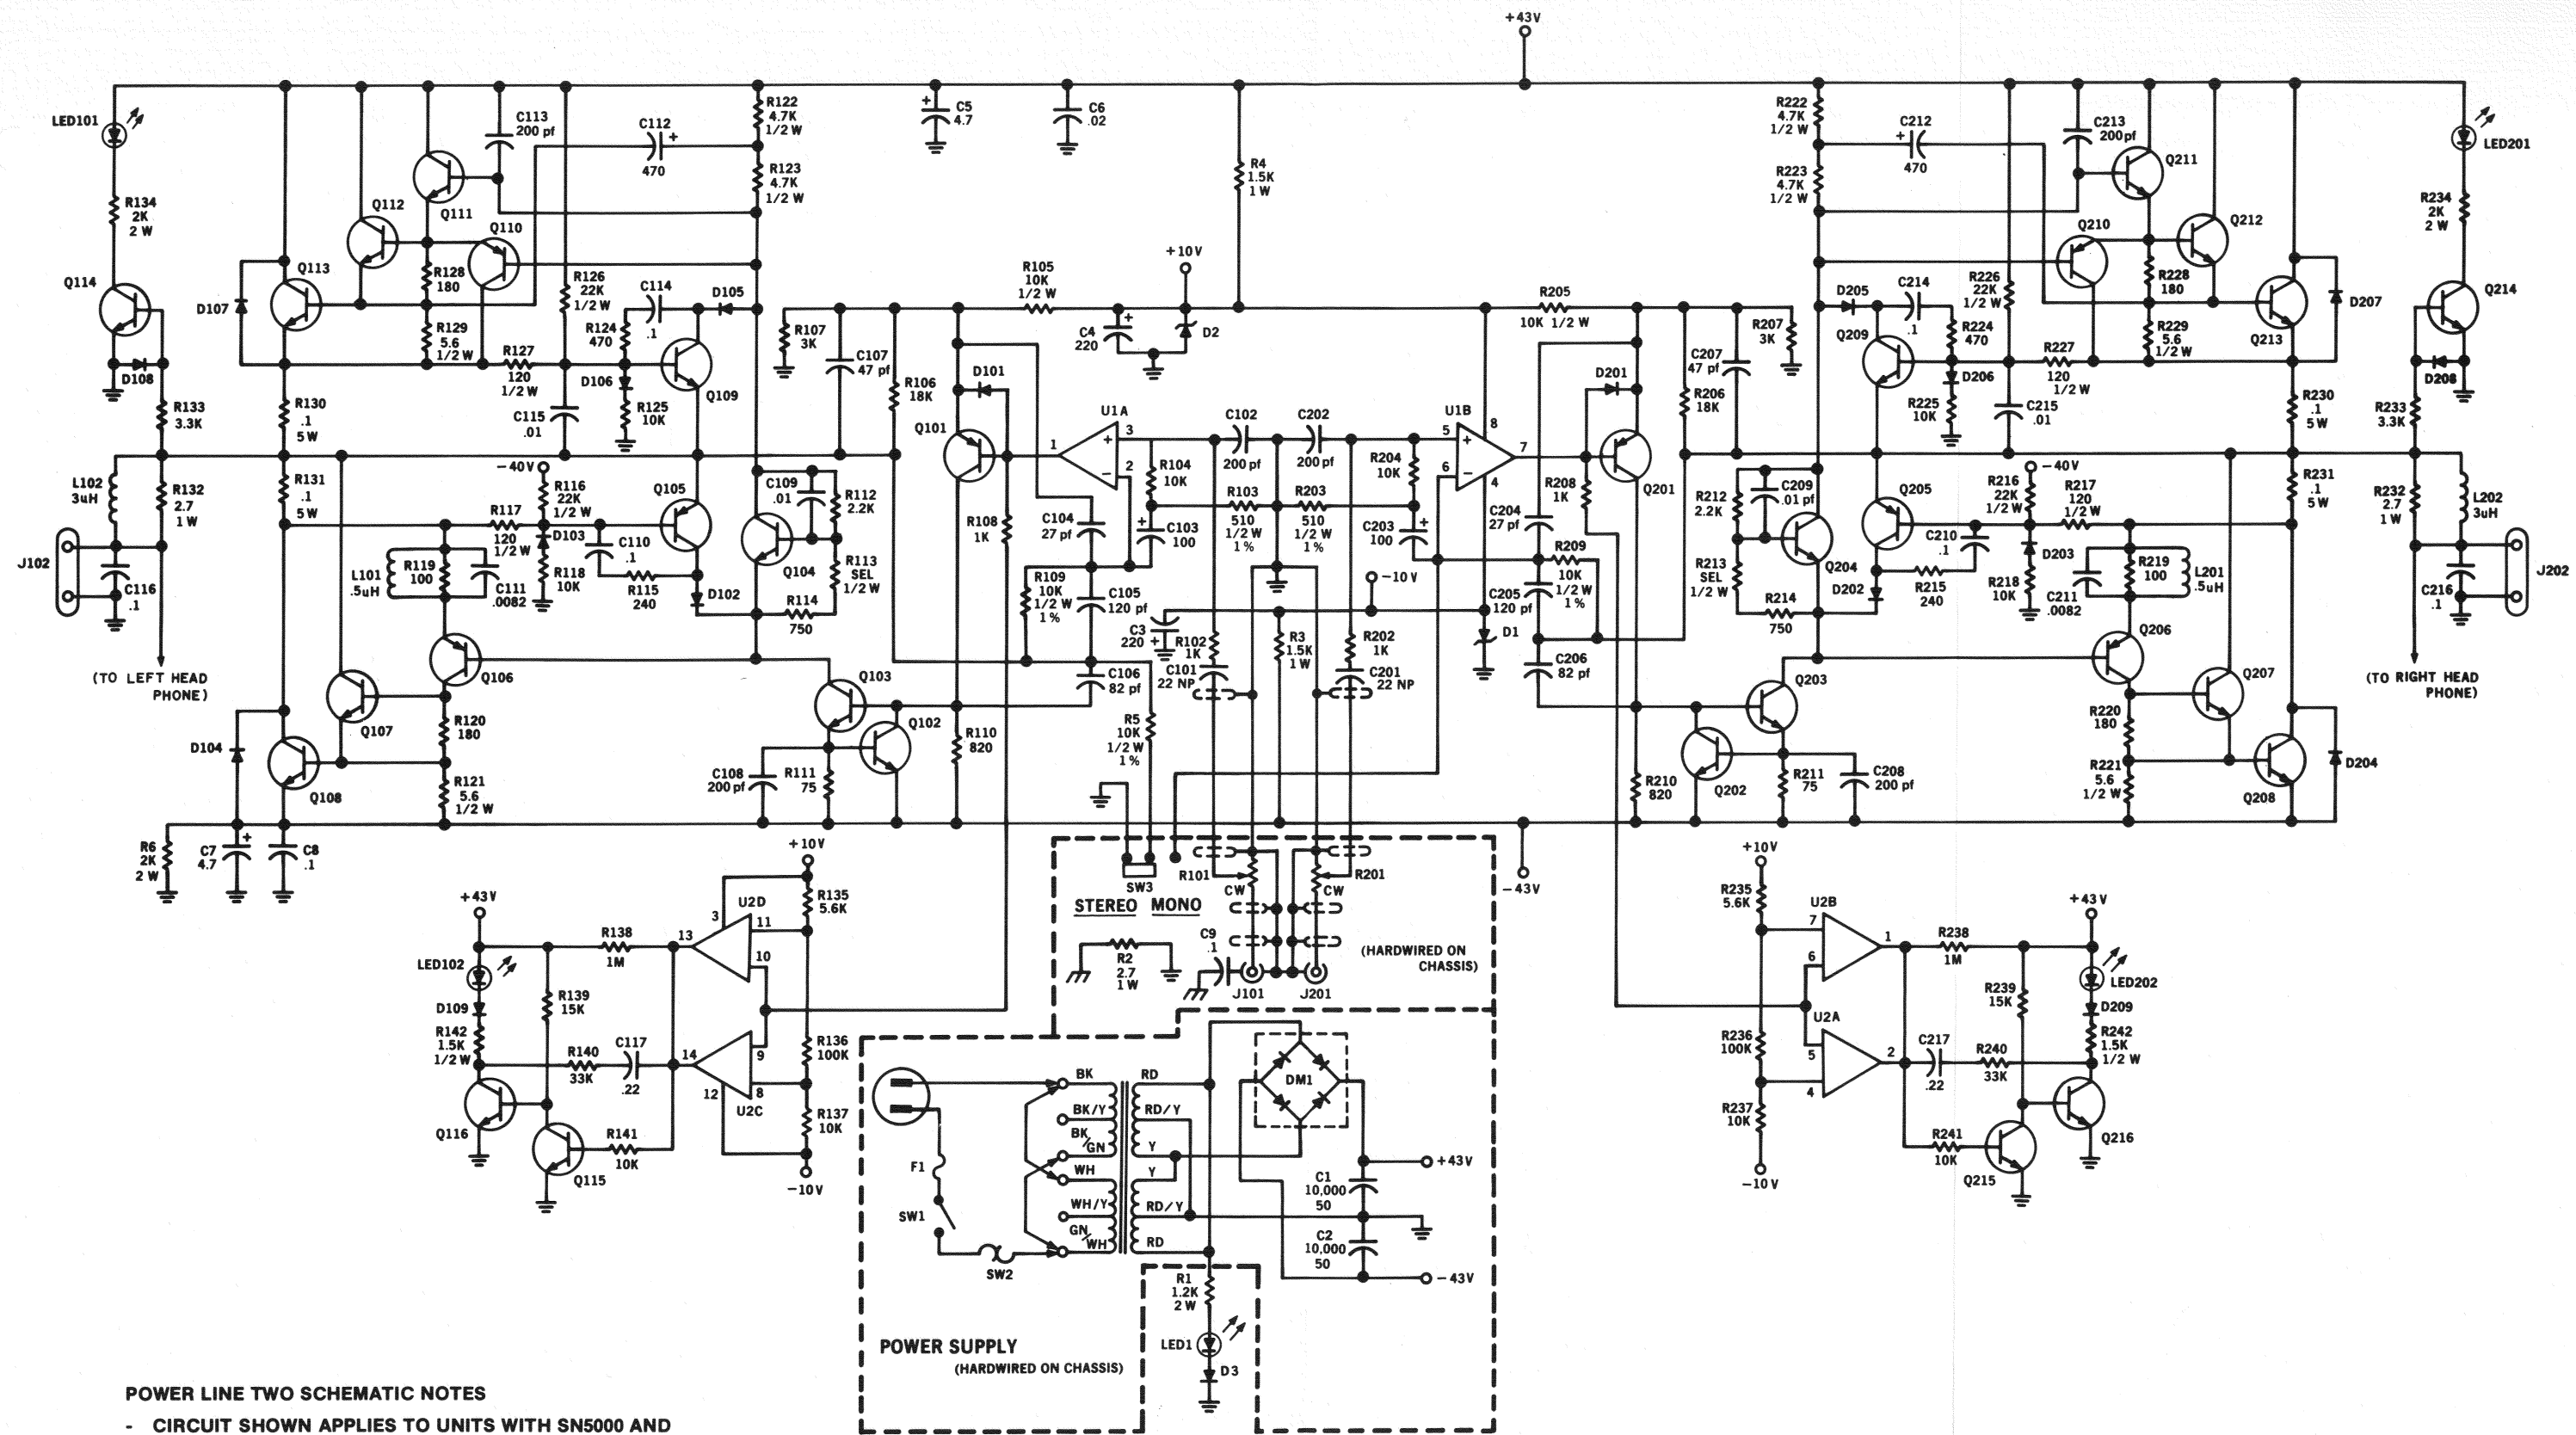 +43V
LED101
R134
2K
2 W
Q114
D108
R133
3.3K
L102
3uH
R132
2.7
1 W
J102
C116
.1
(TO LEFT HEAD
PHONE)
C113
200 pf
C112
470
+
Q112
Q111
Q110
Q113
D107
R128
180
R129
5.6
1/2 W
R126
22K
1/2 W
R127
120
1/2 W
R124
470
C114
.1
D105
D106
R125
10K
Q109
C115
.01
R130
.1
5 W
R131
.1
5 W
R122
4.7K
1/2 W
R123
4.7K
1/2 W
-40V
R116
22K
1/2 W
R117
120
1/2 W
D103
R118
10K
C110
.1
R115
240
Q105
D102
L101
.5uH
R119
100
C111
.0082
Q106
Q107
R120
180
D104
Q108
R121
5.6
1/2 W
C109
.01
R112
2.2K
Q104
R113
SEL
1/2 W
R114
750
Q103
Q102
C108
200 pf
R111
75
R110
820
R6
2K
2 W
C7
4.7
+
C8
.1
+
C5
4.7
C6
.02
R4
1.5K
1 W
+10V
R105
10K
1/2 W
R107
3K
C107
47 pf
R106
18K
C4
220
+
D2
D101
Q101
U1A
1
3
+
2
−
R108
1K
C104
27 pf
R104
10K
C103
100
+
R109
10K
1/2 W
1 %
C105
120 pf
C106
82 pf
C102
200 pf
C202
200 pf
R103
510
1/2 W
1 %
R203
510
1/2 W
1 %
C3
220
+
R102
1K
C101
22 NP
R3
1.5K
1 W
R202
1K
C201
22 NP
-10V
R5
10K
1/2 W
1 %
U1B
5
+
6
−
8
7
4
R204
10K
C203
100
+
D1
R205
10K 1/2 W
D201
Q201
R208
1K
C204
27 pf
R209
10K
1/2 W
1 %
C205
120 pf
C206
82 pf
R206
18K
C207
47 pf
R207
3K
R210
820
Q203
Q202
R211
75
C208
200 pf
R222
4.7K
1/2 W
R223
4.7K
1/2 W
+
C212
470
C213
200pf
Q211
Q210
Q212
R228
180
R229
5.6
1/2 W
Q213
D207
D205
C214
.1
R226
22K
1/2 W
R224
470
Q209
D206
R225
10K
R227
120
1/2 W
C215
.01
R212
2.2K
C209
.01 pf
R213
SEL
1/2 W
Q204
R214
750
Q205
D202
R215
240
C210
.1
-40V
R216
22K
1/2 W
R217
120
1/2 W
D203
R218
10K
C211
.0082
R219
100
L201
.5uH
Q206
Q207
R220
180
R221
5.6
1/2 W
Q208
D204
R230
.1
5 W
R231
.1
5 W
LED201
R234
2K
2 W
Q214
D208
R233
3.3K
R232
2.7
1 W
L202
3uH
C216
.1
J202
(TO RIGHT HEAD
PHONE)
-43V
+43V
LED102
D109
R142
1.5K
1/2 W
Q116
R138
1M
R139
15K
R140
33K
C117
.22
R141
10K
Q115
+10V
U2D
3
11
13
10
R135
5.6K
R136
100K
9
14
12
8
U2C
R137
10K
-10V
SW3
STEREO MONO
R101
CW
R201
CW
R2
2.7
1 W
C9
.1
J101
J201
(HARDWIRED ON
CHASSIS)
BK
BK/Y
BK/GN
WH
WH/Y
GN/WH
RD
RD/Y
Y
Y
RD/Y
RD
F1
SW1
SW2
DM1
C1
10,000
50
C2
10,000
50
+43V
-43V
R1
1.2K
2 W
LED1
D3
POWER SUPPLY
(HARDWIRED ON CHASSIS)
+10V
R235
5.6K
U2B
7
6
1
R236
100K
U2A
5
4
2
R237
10K
-10V
R238
1M
R239
15K
C217
.22
R240
33K
R241
10K
Q215
+43V
LED202
D209
R242
1.5K
1/2 W
Q216
POWER LINE TWO SCHEMATIC NOTES
- CIRCUIT SHOWN APPLIES TO UNITS WITH SN5000 AND